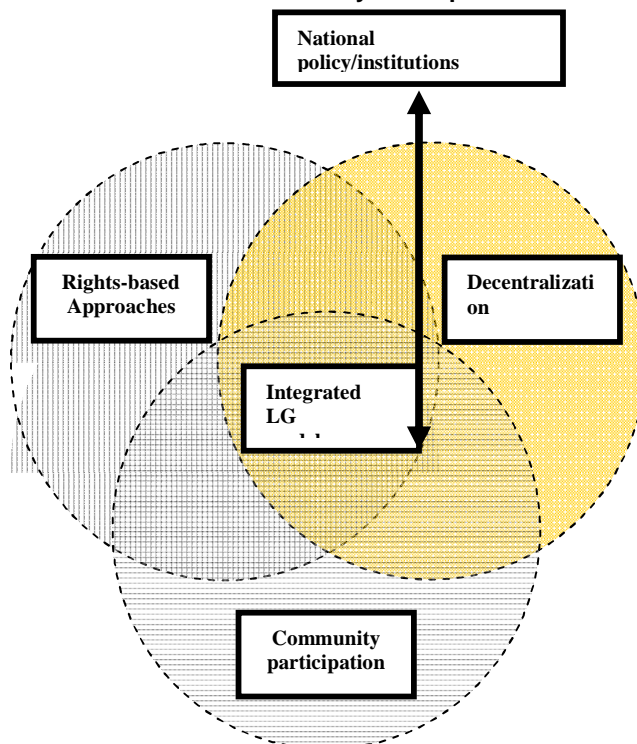 National
policy/institutions
Rights-based
Approaches
Decentralizati
on
Integrated
LG
Community
participation